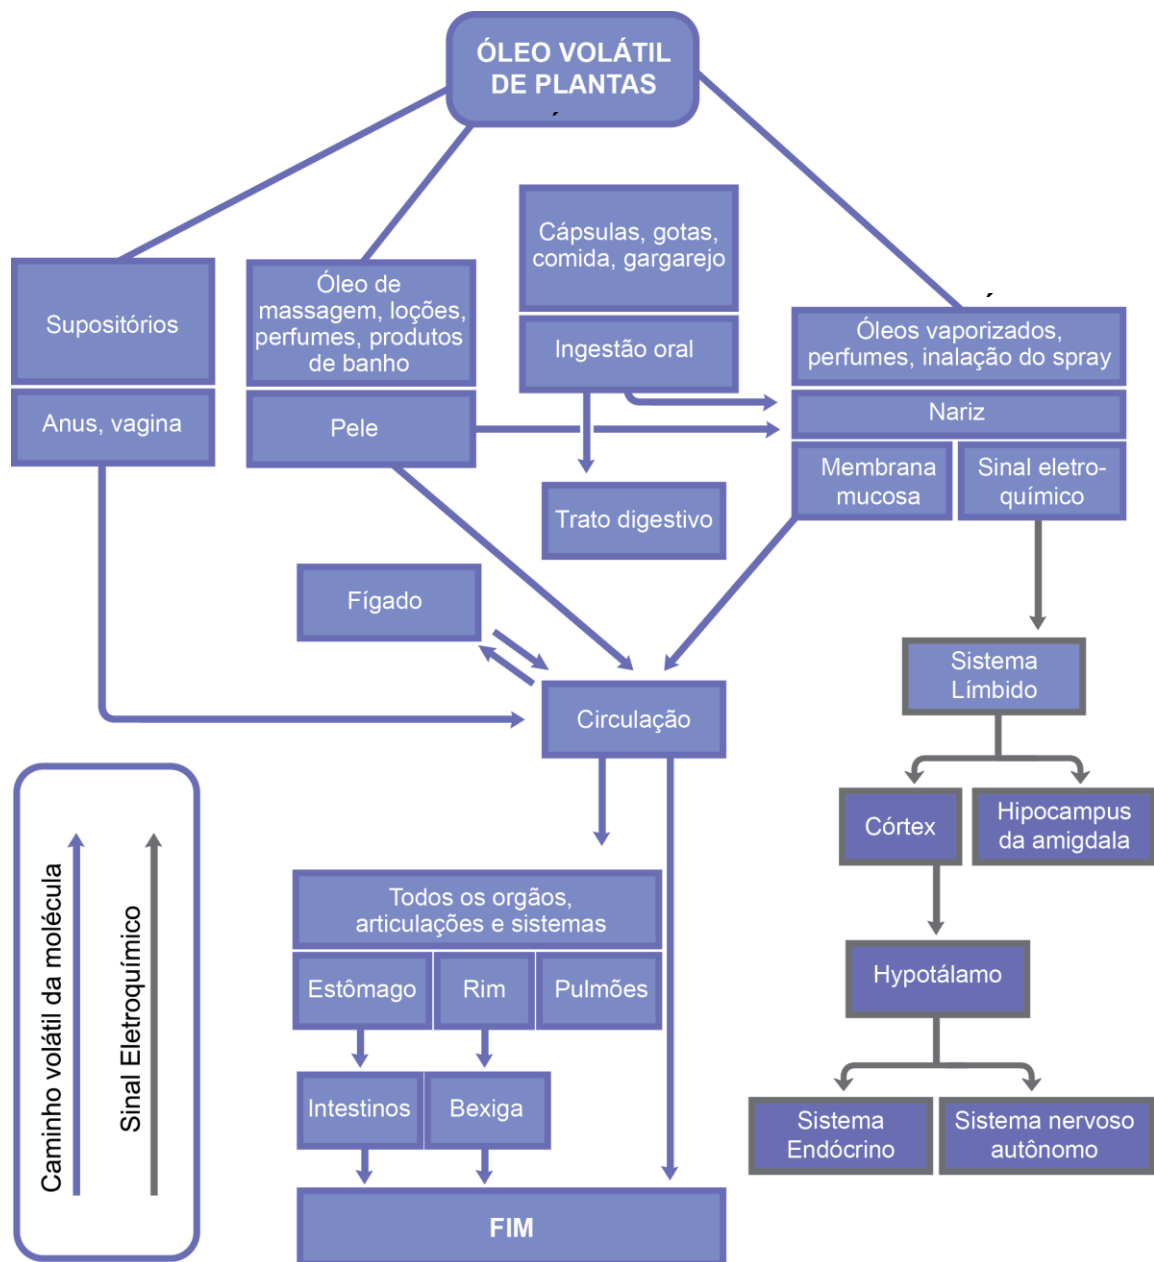 ÓLEO VOLÁTIL
DE PLANTAS
Cápsulas, gotas,
comida, gargarejo
Supositórios
Óleo de
massagem, loções,
perfumes, produtos
de banho
Ingestão oral
Óleos vaporizados,
perfumes, inalação do spray
Anus, vagina
Pele
Nariz
Membrana
mucosa
Sinal eletro-
químico
Trato digestivo
Fígado
Sistema
Límbido
Circulação
Córtex
Hipocampus
da amigdala
Todos os orgãos,
articulações e sistemas
Estômago
Rim
Pulmões
Hypotálamo
Intestinos
Bexiga
Sistema
Endócrino
Sistema nervoso
autônomo
FIM
Caminho volátil da molécula
Sinal Eletroquímico